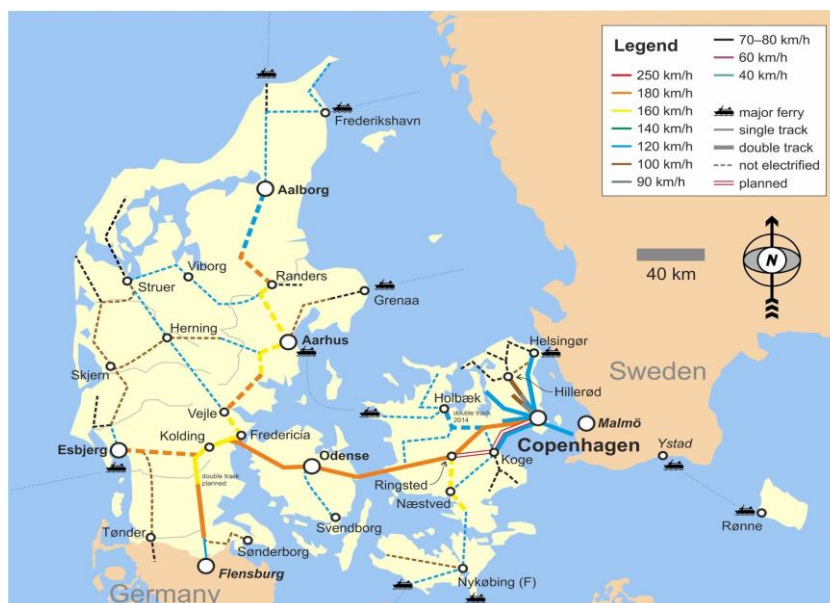 Legend
250 km/h
180 km/h
160 km/h
140 km/h
120 km/h
100 km/h
90 km/h
70–80 km/h
60 km/h
40 km/h
major ferry
single track
double track
not electrified
planned
40 km
N
Frederikshavn
Aalborg
Viborg
Struer
Randers
Grenaa
Herning
Aarhus
Skjern
Helsingør
Sweden
Hillerød
Holbæk
double track
2014
Vejle
Kolding
Fredericia
Malmö
Copenhagen
Esbjerg
Odense
Køge
Ystad
double track
planned
Ringsted
Næstved
Svendborg
Rønne
Tønder
Sønderborg
Flensburg
Nykøbing (F)
Germany